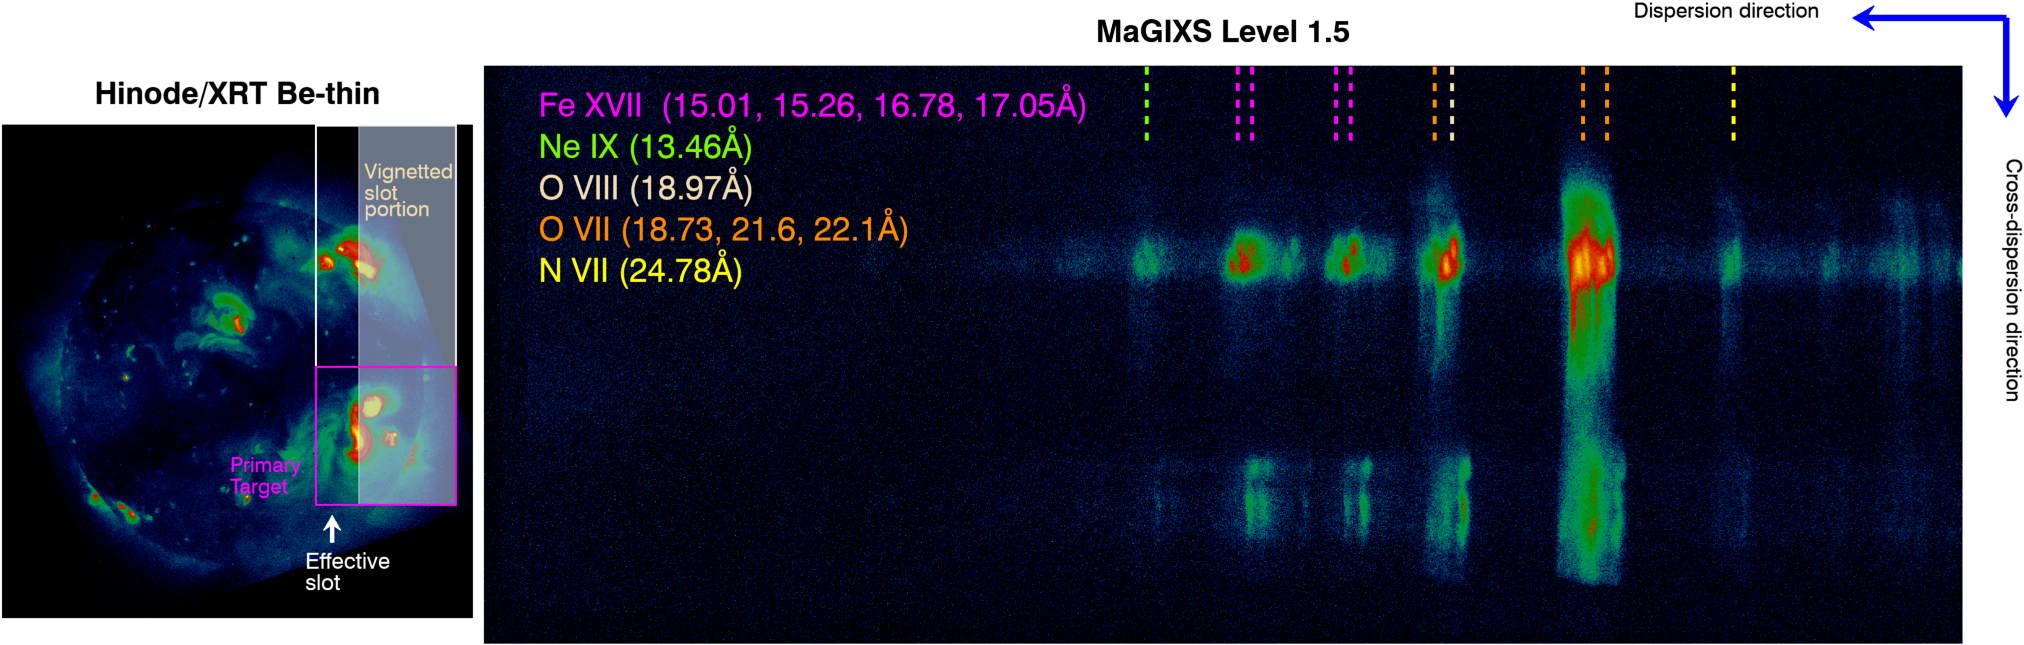 Dispersion direction
MaGIXS Level 1.5
Hinode/XRT Be-thin
Vignetted
slot
portion
Primary
Target
Effective
slot
Fe XVII (15.01, 15.26, 16.78, 17.05Å)
Ne IX (13.46Å)
O VIII (18.97Å)
O VII (18.73, 21.6, 22.1Å)
N VII (24.78Å)
Cross-dispersion direction